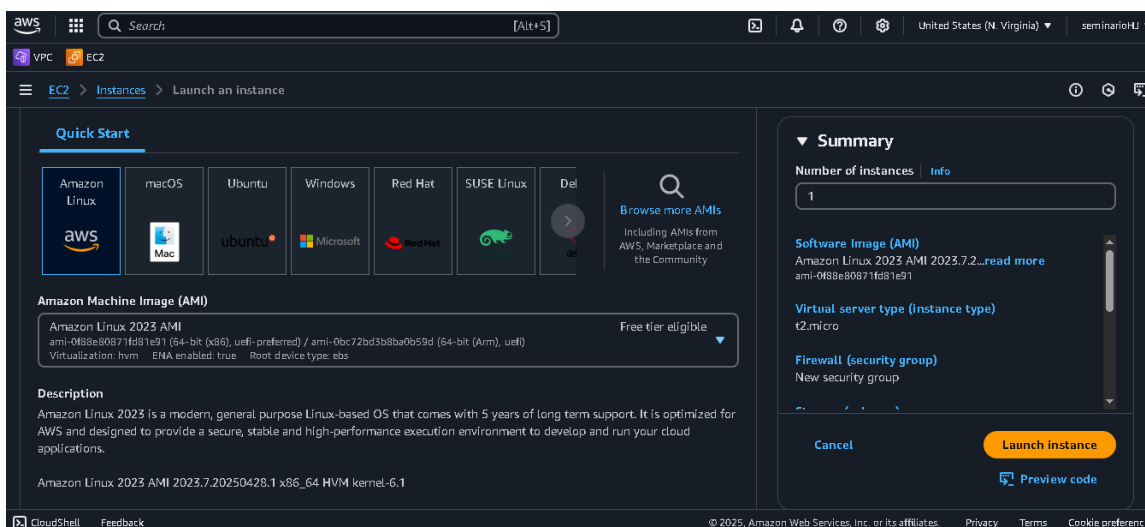 aws
Search [Alt+S]
United States (N. Virginia) seminarioHJ
VPC EC2
EC2 > Instances > Launch an instance
Quick Start
Amazon Linux
aws
macOS
Mac
Ubuntu
ubuntu
Windows
Microsoft
Red Hat
Red Hat
SUSE Linux
Browse more AMIs
Including AMIs from
AWS, Marketplace and
the Community
Amazon Machine Image (AMI)
Amazon Linux 2023 AMI Free tier eligible
ami-0f88e80871fd81e91 (64-bit (x86), uefi-preferred) / ami-0bc72bd3b8ba0b59d (64-bit (Arm), uefi)
Virtualization: hvm ENA enabled: true Root device type: ebs
Description
Amazon Linux 2023 is a modern, general purpose Linux-based OS that comes with 5 years of long term support. It is optimized for
AWS and designed to provide a secure, stable and high-performance execution environment to develop and run your cloud
applications.
Amazon Linux 2023 AMI 2023.7.20250428.1 x86_64 HVM kernel-6.1
Summary
Number of instances Info
1
Software Image (AMI)
Amazon Linux 2023 AMI 2023.7.2...read more
ami-0f88e80871fd81e91
Virtual server type (instance type)
t2.micro
Firewall (security group)
New security group
Cancel Launch instance
Preview code
CloudShell Feedback © 2025, Amazon Web Services, Inc. or its affiliates. Privacy Terms Cookie preferenc